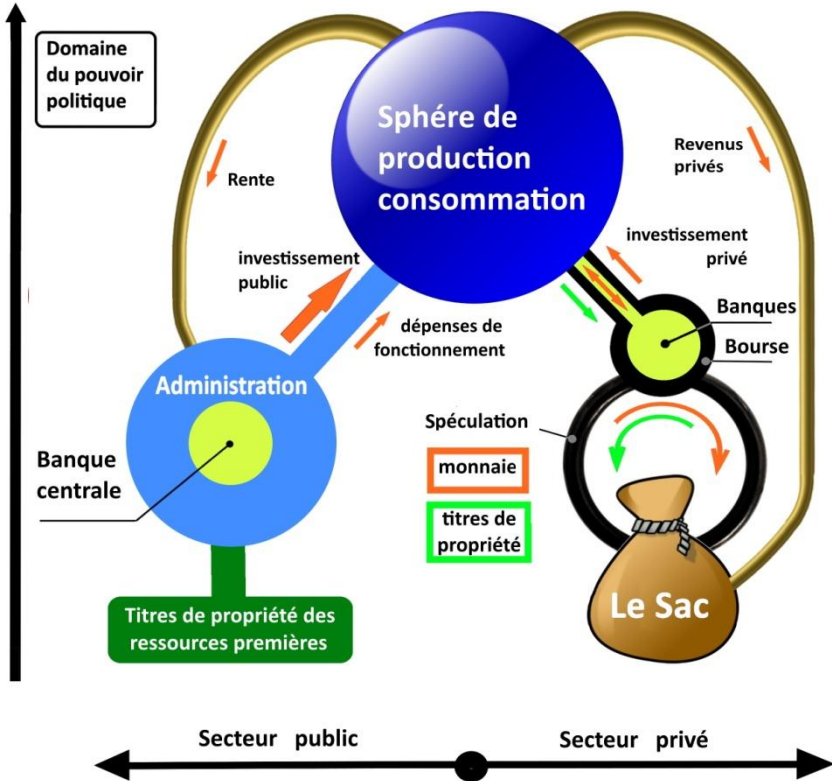 Domaine
du pouvoir
politique
Sphére de
production
consommation
Rente
Revenus
privés
investissement
public
investissement
privé
dépenses de
fonctionnement
Banques
Bourse
Administration
Banque
centrale
Spéculation
monnaie
titres de
propriété
Le Sac
Titres de propriété des
ressources premières
Secteur public
Secteur privé